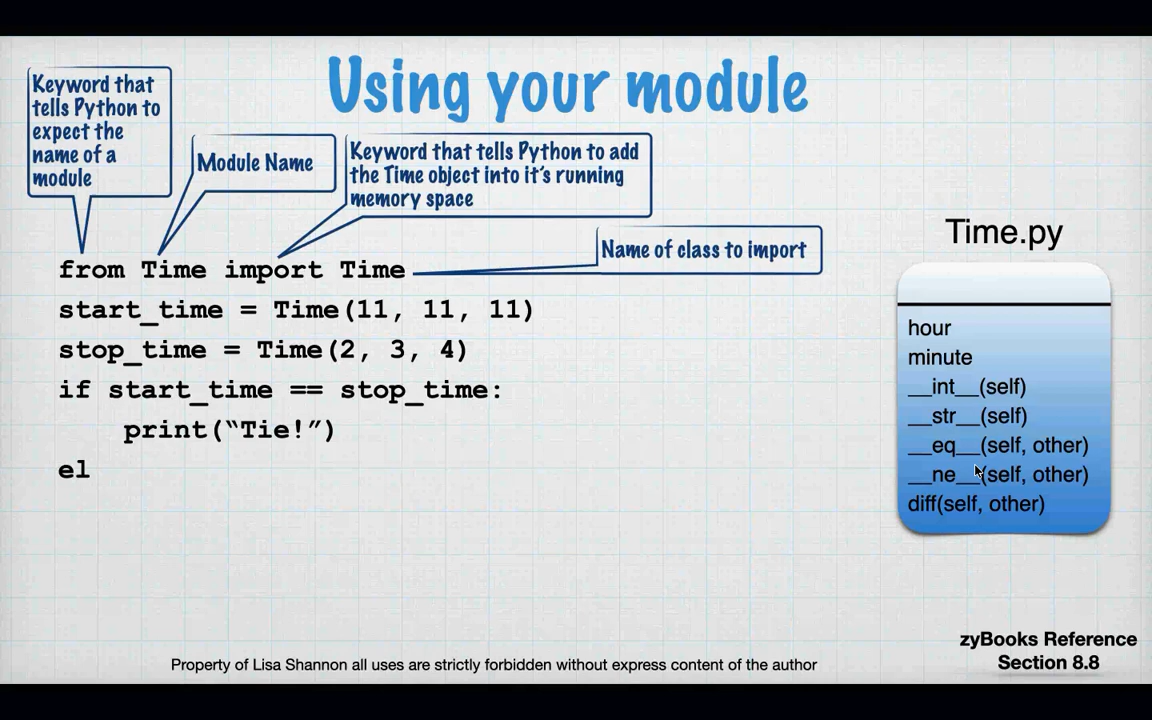 Using your module
Keyword that
tells Python to
expect the
name of a
module
Module Name
Keyword that tells Python to add
the Time object into it's running
memory space
Name of class to import
from Time import Time
start_time = Time(11, 11, 11)
stop_time = Time(2, 3, 4)
if start_time == stop_time:
    print(“Tie!”)
el
Time.py
hour
minute
__int__(self)
__str__(self)
__eq__(self, other)
__ne__(self, other)
diff(self, other)
zyBooks Reference
Section 8.8
Property of Lisa Shannon all uses are strictly forbidden without express content of the author